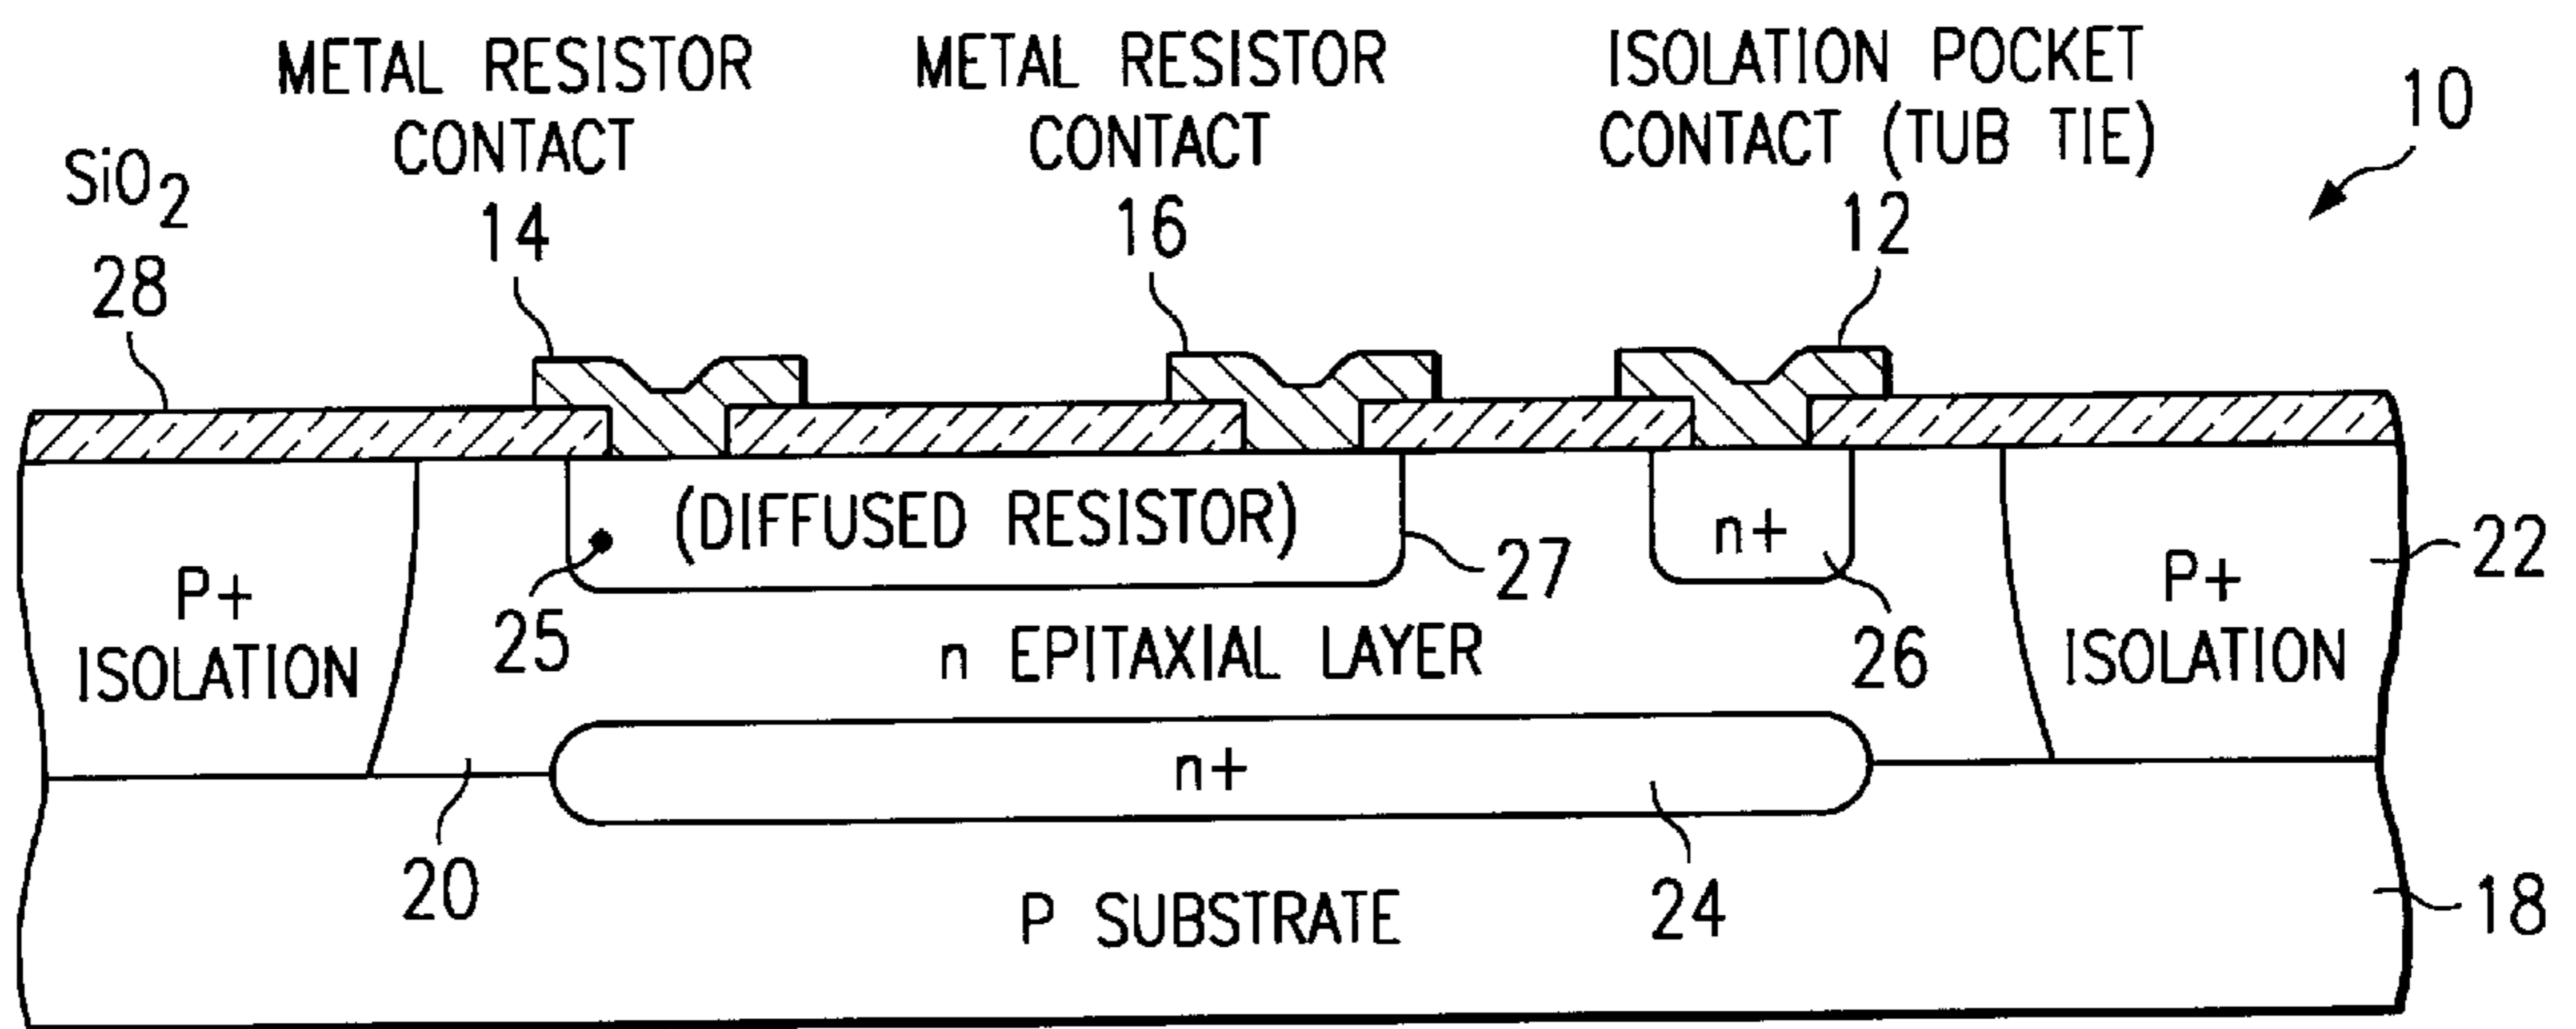 METAL RESISTOR
CONTACT
14
METAL RESISTOR
CONTACT
16
ISOLATION POCKET
CONTACT (TUB TIE)
12
10
SiO2
28
(DIFFUSED RESISTOR)
n+
P+
ISOLATION
25
27
26
P+
ISOLATION
22
n EPITAXIAL LAYER
n+
20
24
P SUBSTRATE
18